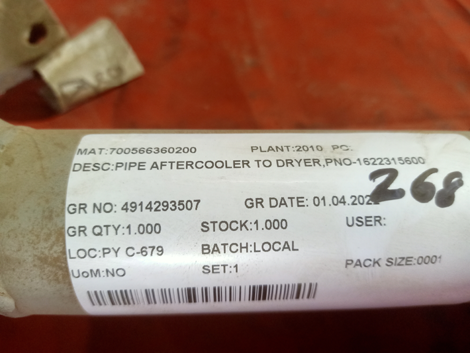 MAT:700566360200 PLANT:2010 PC.
DESC:PIPE AFTERCOOLER TO DRYER,PNO-1622315600
GR NO: 4914293507 GR DATE: 01.04.202
268
GR QTY:1.000 STOCK:1.000 USER:
LOC:PY C-679 BATCH:LOCAL
UoM:NO SET:1 PACK SIZE:0001